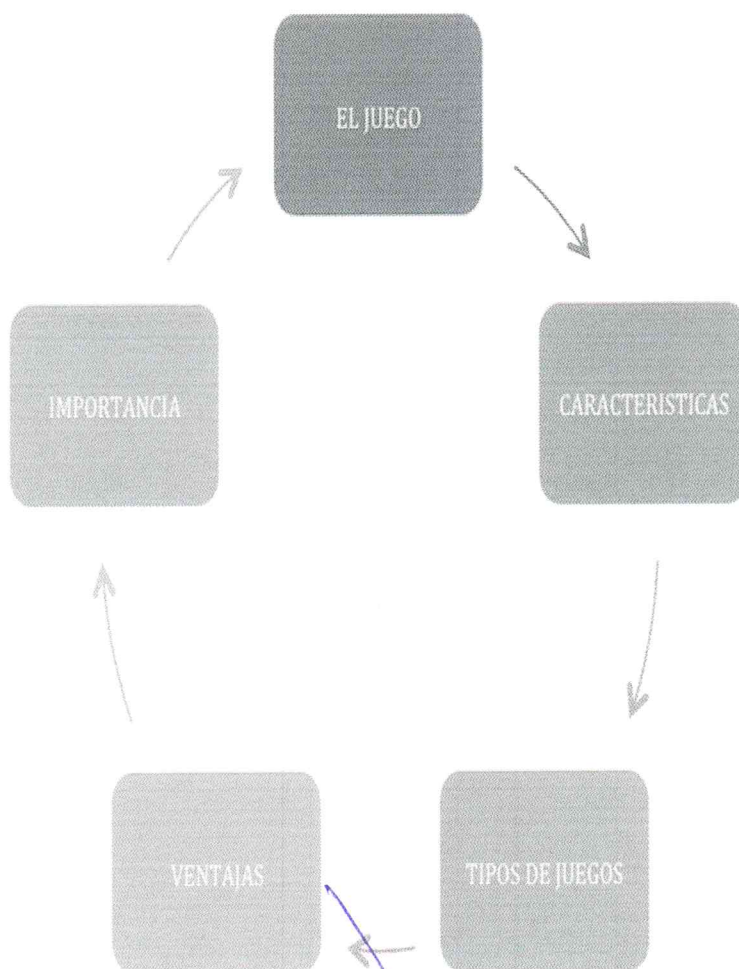 EL JUEGO
IMPORTANCIA
CARACTERISTICAS
VENTAJAS
TIPOS DE JUEGOS